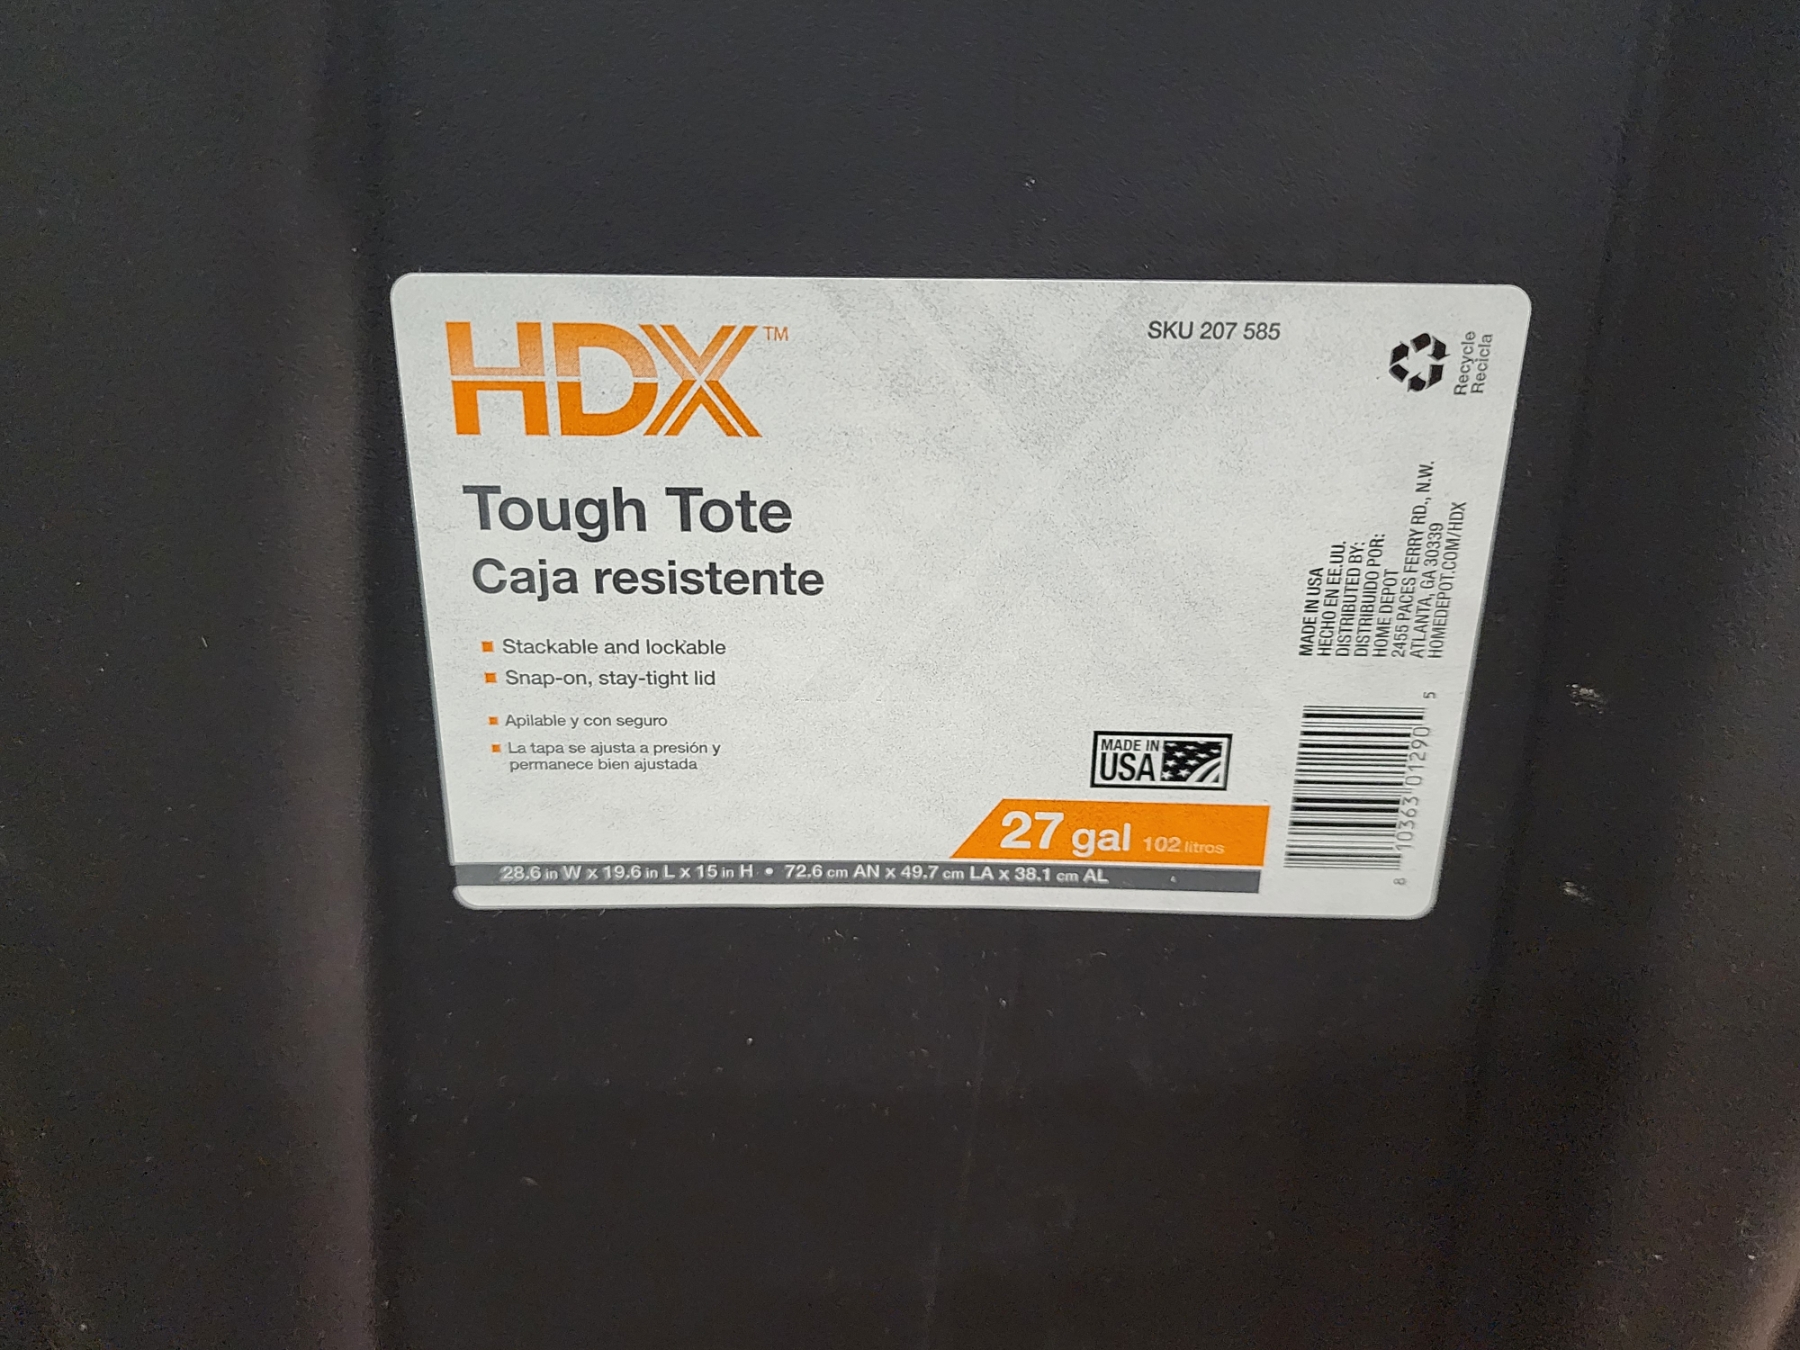 HDX™
SKU 207 585
Recycle
Recicla
Tough Tote
Caja resistente
Stackable and lockable
Snap-on, stay-tight lid
Apilable y con seguro
La tapa se ajusta a presión y
permanece bien ajustada
MADE IN USA
HECHO EN EE.UU.
DISTRIBUTED BY:
DISTRIBUIDO POR:
HOME DEPOT
2455 PACES FERRY RD., N.W.
ATLANTA, GA 30339
HOMEDEPOT.COM/HDX
MADE IN
USA
27 gal 102 litros
28.6 in W x 19.6 in L x 15 in H • 72.6 cm AN x 49.7 cm LA x 38.1 cm AL
8 10363 01290 5